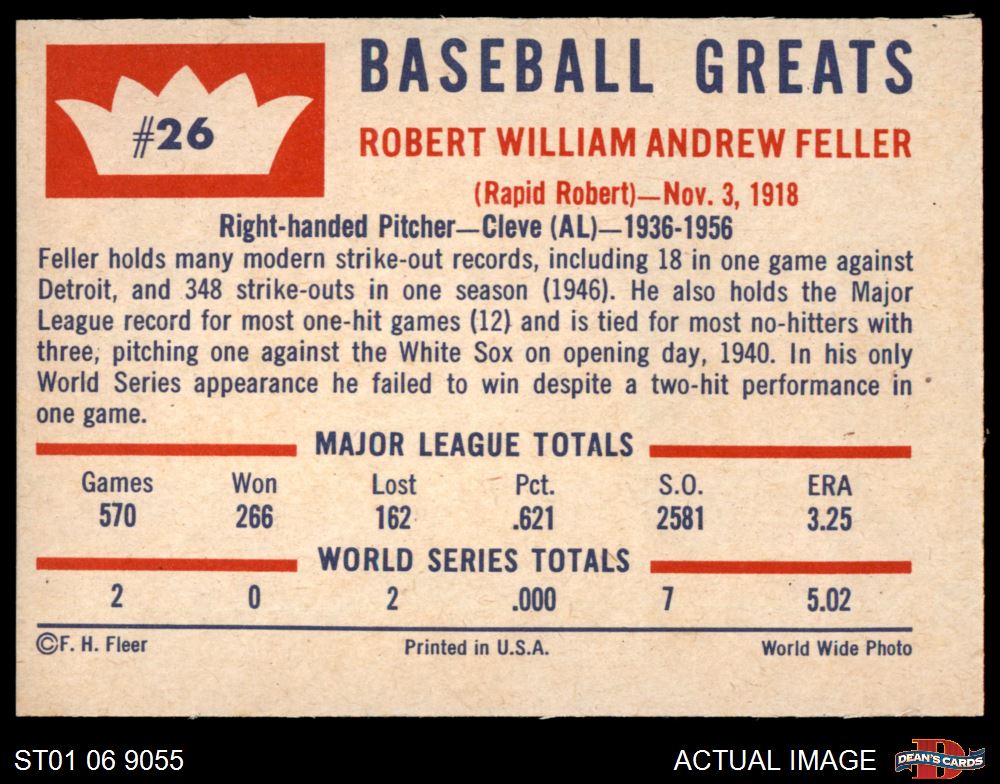 #26
BASEBALL GREATS
ROBERT WILLIAM ANDREW FELLER
(Rapid Robert)—Nov. 3, 1918
Right-handed Pitcher—Cleve (AL)—1936-1956
Feller holds many modern strike-out records, including 18 in one game against
Detroit, and 348 strike-outs in one season (1946). He also holds the Major
League record for most one-hit games (12) and is tied for most no-hitters with
three, pitching one against the White Sox on opening day, 1940. In his only
World Series appearance he failed to win despite a two-hit performance in
one game.
MAJOR LEAGUE TOTALS
Games Won Lost Pct. S.O. ERA
570 266 162 .621 2581 3.25
WORLD SERIES TOTALS
2 0 2 .000 7 5.02
©F. H. Fleer Printed in U.S.A. World Wide Photo
ST01 06 9055 ACTUAL IMAGE D DEAN'S CARDS